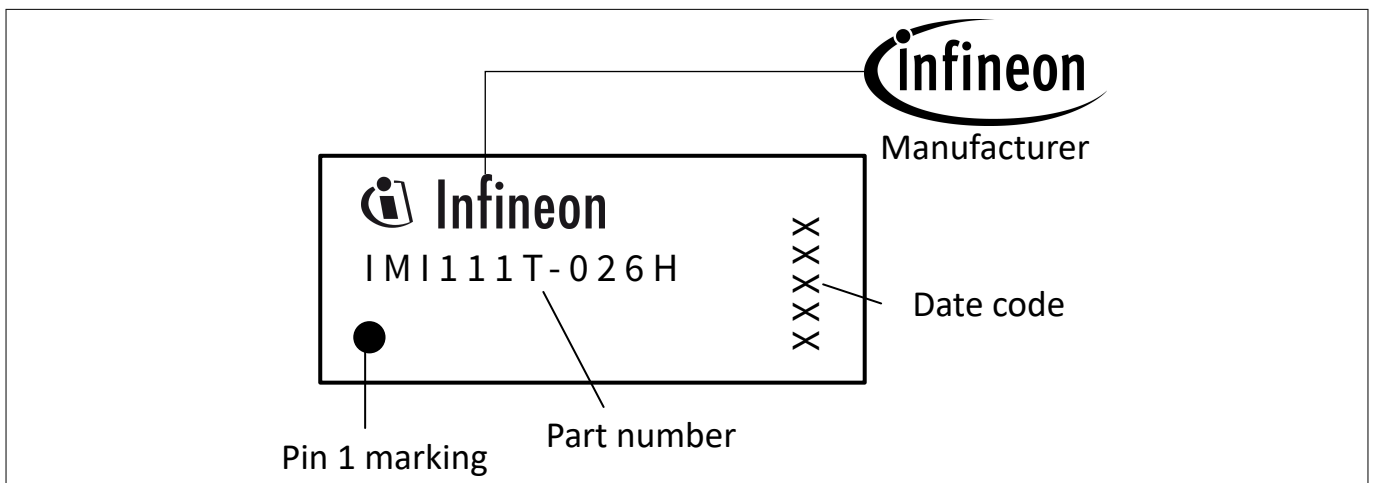 infineon
Manufacturer
Infineon
IMI111T-026H
XXXXX
Date code
Part number
Pin 1 marking